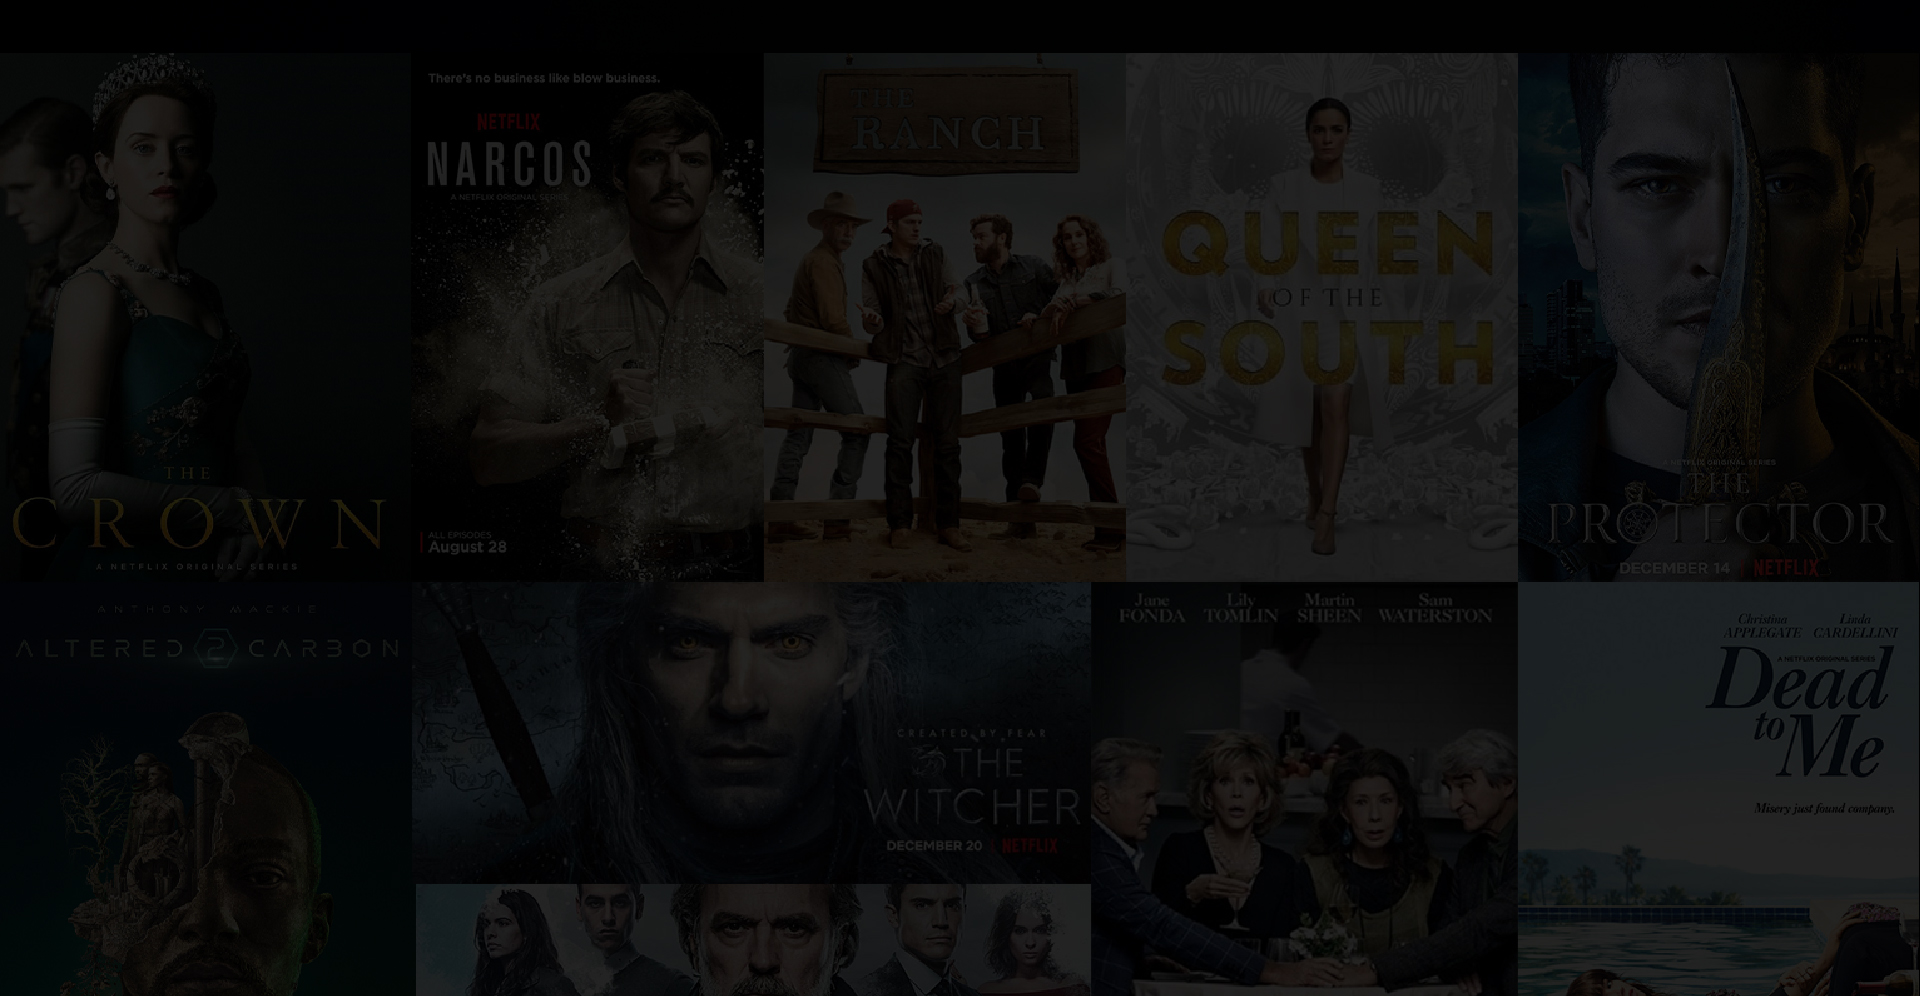 THE
CROWN
A NETFLIX ORIGINAL SERIES
There's no business like blow business.
NETFLIX
NARCOS
A NETFLIX ORIGINAL SERIES
ALL EPISODES
August 28
THE
RANCH
QUEEN
OF THE
SOUTH
A NETFLIX ORIGINAL SERIES
THE
PROTECTOR
DECEMBER 14 | NETFLIX
ANTHONY MACKIE
ALTERED 2 CARBON
CREATED BY FEAR
THE
WITCHER
DECEMBER 20 | NETFLIX
Jane FONDA Lily TOMLIN Martin SHEEN Sam WATERSTON
Christina APPLEGATE Linda CARDELLINI
A NETFLIX ORIGINAL SERIES
Dead
to Me
Misery just found company.